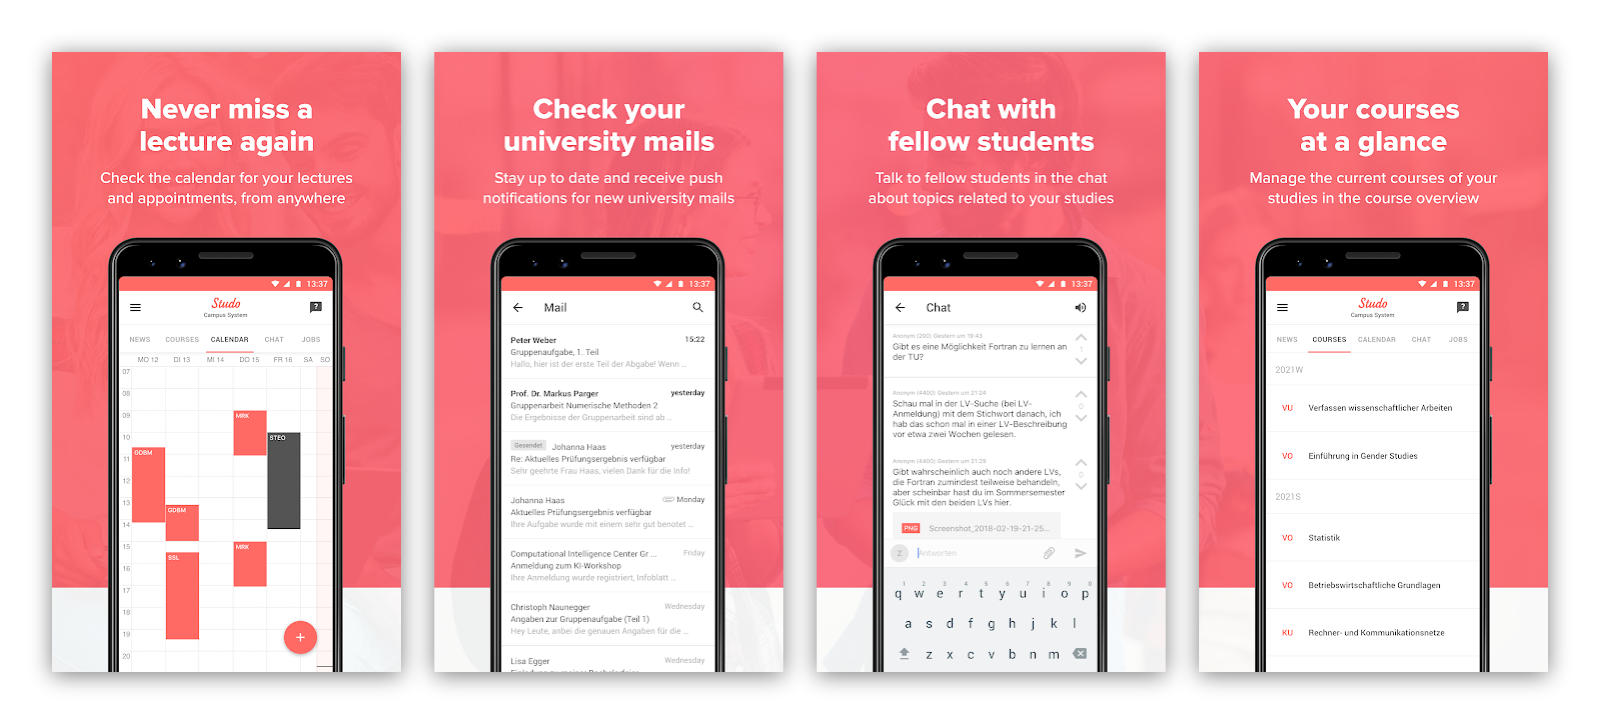 Never miss a
lecture again
Check the calendar for your lectures
and appointments, from anywhere
13:37
Studo
Campus System
?
NEWS COURSES CALENDAR CHAT JOBS
MO 12 DI 13 MI 14 DO 15 FR 16 SA SO
07
08
09
MRK
10
STEO
GDBM
11
12
13
GDBM
14
15
MRK
SSL
16
17
18
19
+
20
Check your
university mails
Stay up to date and receive push
notifications for new university mails
13:37
Mail
Peter Weber 15:22
Gruppenaufgabe, 1. Teil
Hallo, hier ist der erste Teil der Abgabe! Wenn ...
Prof. Dr. Markus Parger yesterday
Gruppenarbeit Numerische Methoden 2
Die Ergebnisse der Gruppenarbeit sind ab ...
Gesendet Johanna Haas yesterday
Re: Aktuelles Prüfungsergebnis verfügbar
Sehr geehrte Frau Haas, vielen Dank für die Info!
Johanna Haas Monday
Aktuelles Prüfungsergebnis verfügbar
Ihre Aufgabe wurde mit einem sehr gut benotet ...
Computational Intelligence Center Gr ... Friday
Anmeldung zum KI-Workshop
Ihre Anmeldung wurde registriert, Infoblatt ...
Christoph Naunegger Wednesday
Angaben zur Gruppenaufgabe (Teil 1)
Hey Leute, anbei die genauen Angaben für die ...
Lisa Egger Wednesday
Chat with
fellow students
Talk to fellow students in the chat
about topics related to your studies
13:37
Chat
Anonym (200) Gestern um 19:43
Gibt es eine Möglichkeit Fortran zu lernen an
der TU?
1
Anonym (4400) Gestern um 21:24
Schau mal in der LV-Suche (bei LV-
Anmeldung) mit dem Stichwort danach, ich
hab das schon mal in einer LV-Beschreibung
vor etwa zwei Wochen gelesen.
0
Anonym (4400) Gestern um 21:29
Gibt wahrscheinlich auch noch andere LVs,
die Fortran zumindest teilweise behandeln,
aber scheinbar hast du im Sommersemester
Glück mit den beiden LVs hier.
0
PNG Screenshot_2018-02-19-21-25...
Z Antworten
1 2 3 4 5 6 7 8 9 0
q w e r t y u i o p
a s d f g h j k l
z x c v b n m
Your courses
at a glance
Manage the current courses of your
studies in the course overview
13:37
Studo
Campus System
?
NEWS COURSES CALENDAR CHAT JOBS
2021W
VU Verfassen wissenschaftlicher Arbeiten
VO Einführung in Gender Studies
2021S
VO Statistik
VO Betriebswirtschaftliche Grundlagen
KU Rechner- und Kommunikationsnetze